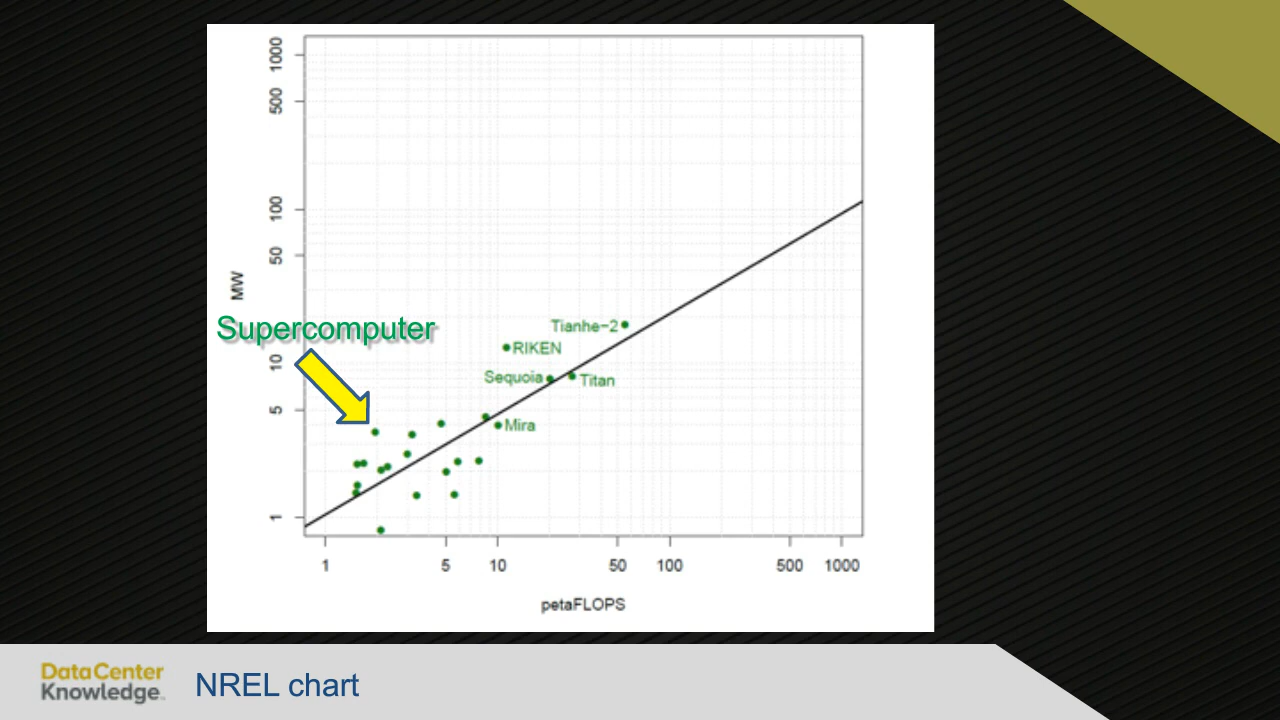 1000
500
100
50
10
5
1
MW
Supercomputer
Tianhe-2
RIKEN
Sequoia
Titan
Mira
1 5 10 50 100 500 1000
petaFLOPS
DataCenter
Knowledge.
NREL chart